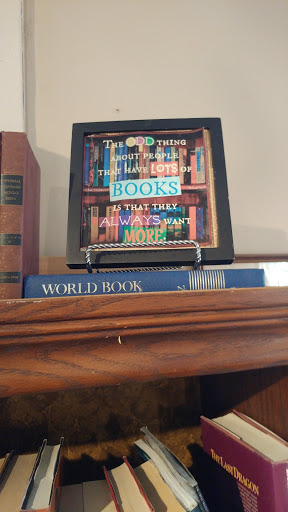 THE ODD THING
ABOUT PEOPLE
THAT HAVE LOTS OF
BOOKS
IS THAT THEY
ALWAYS WANT
MORE!
WORLD BOOK
N
THE LAST DRAGON